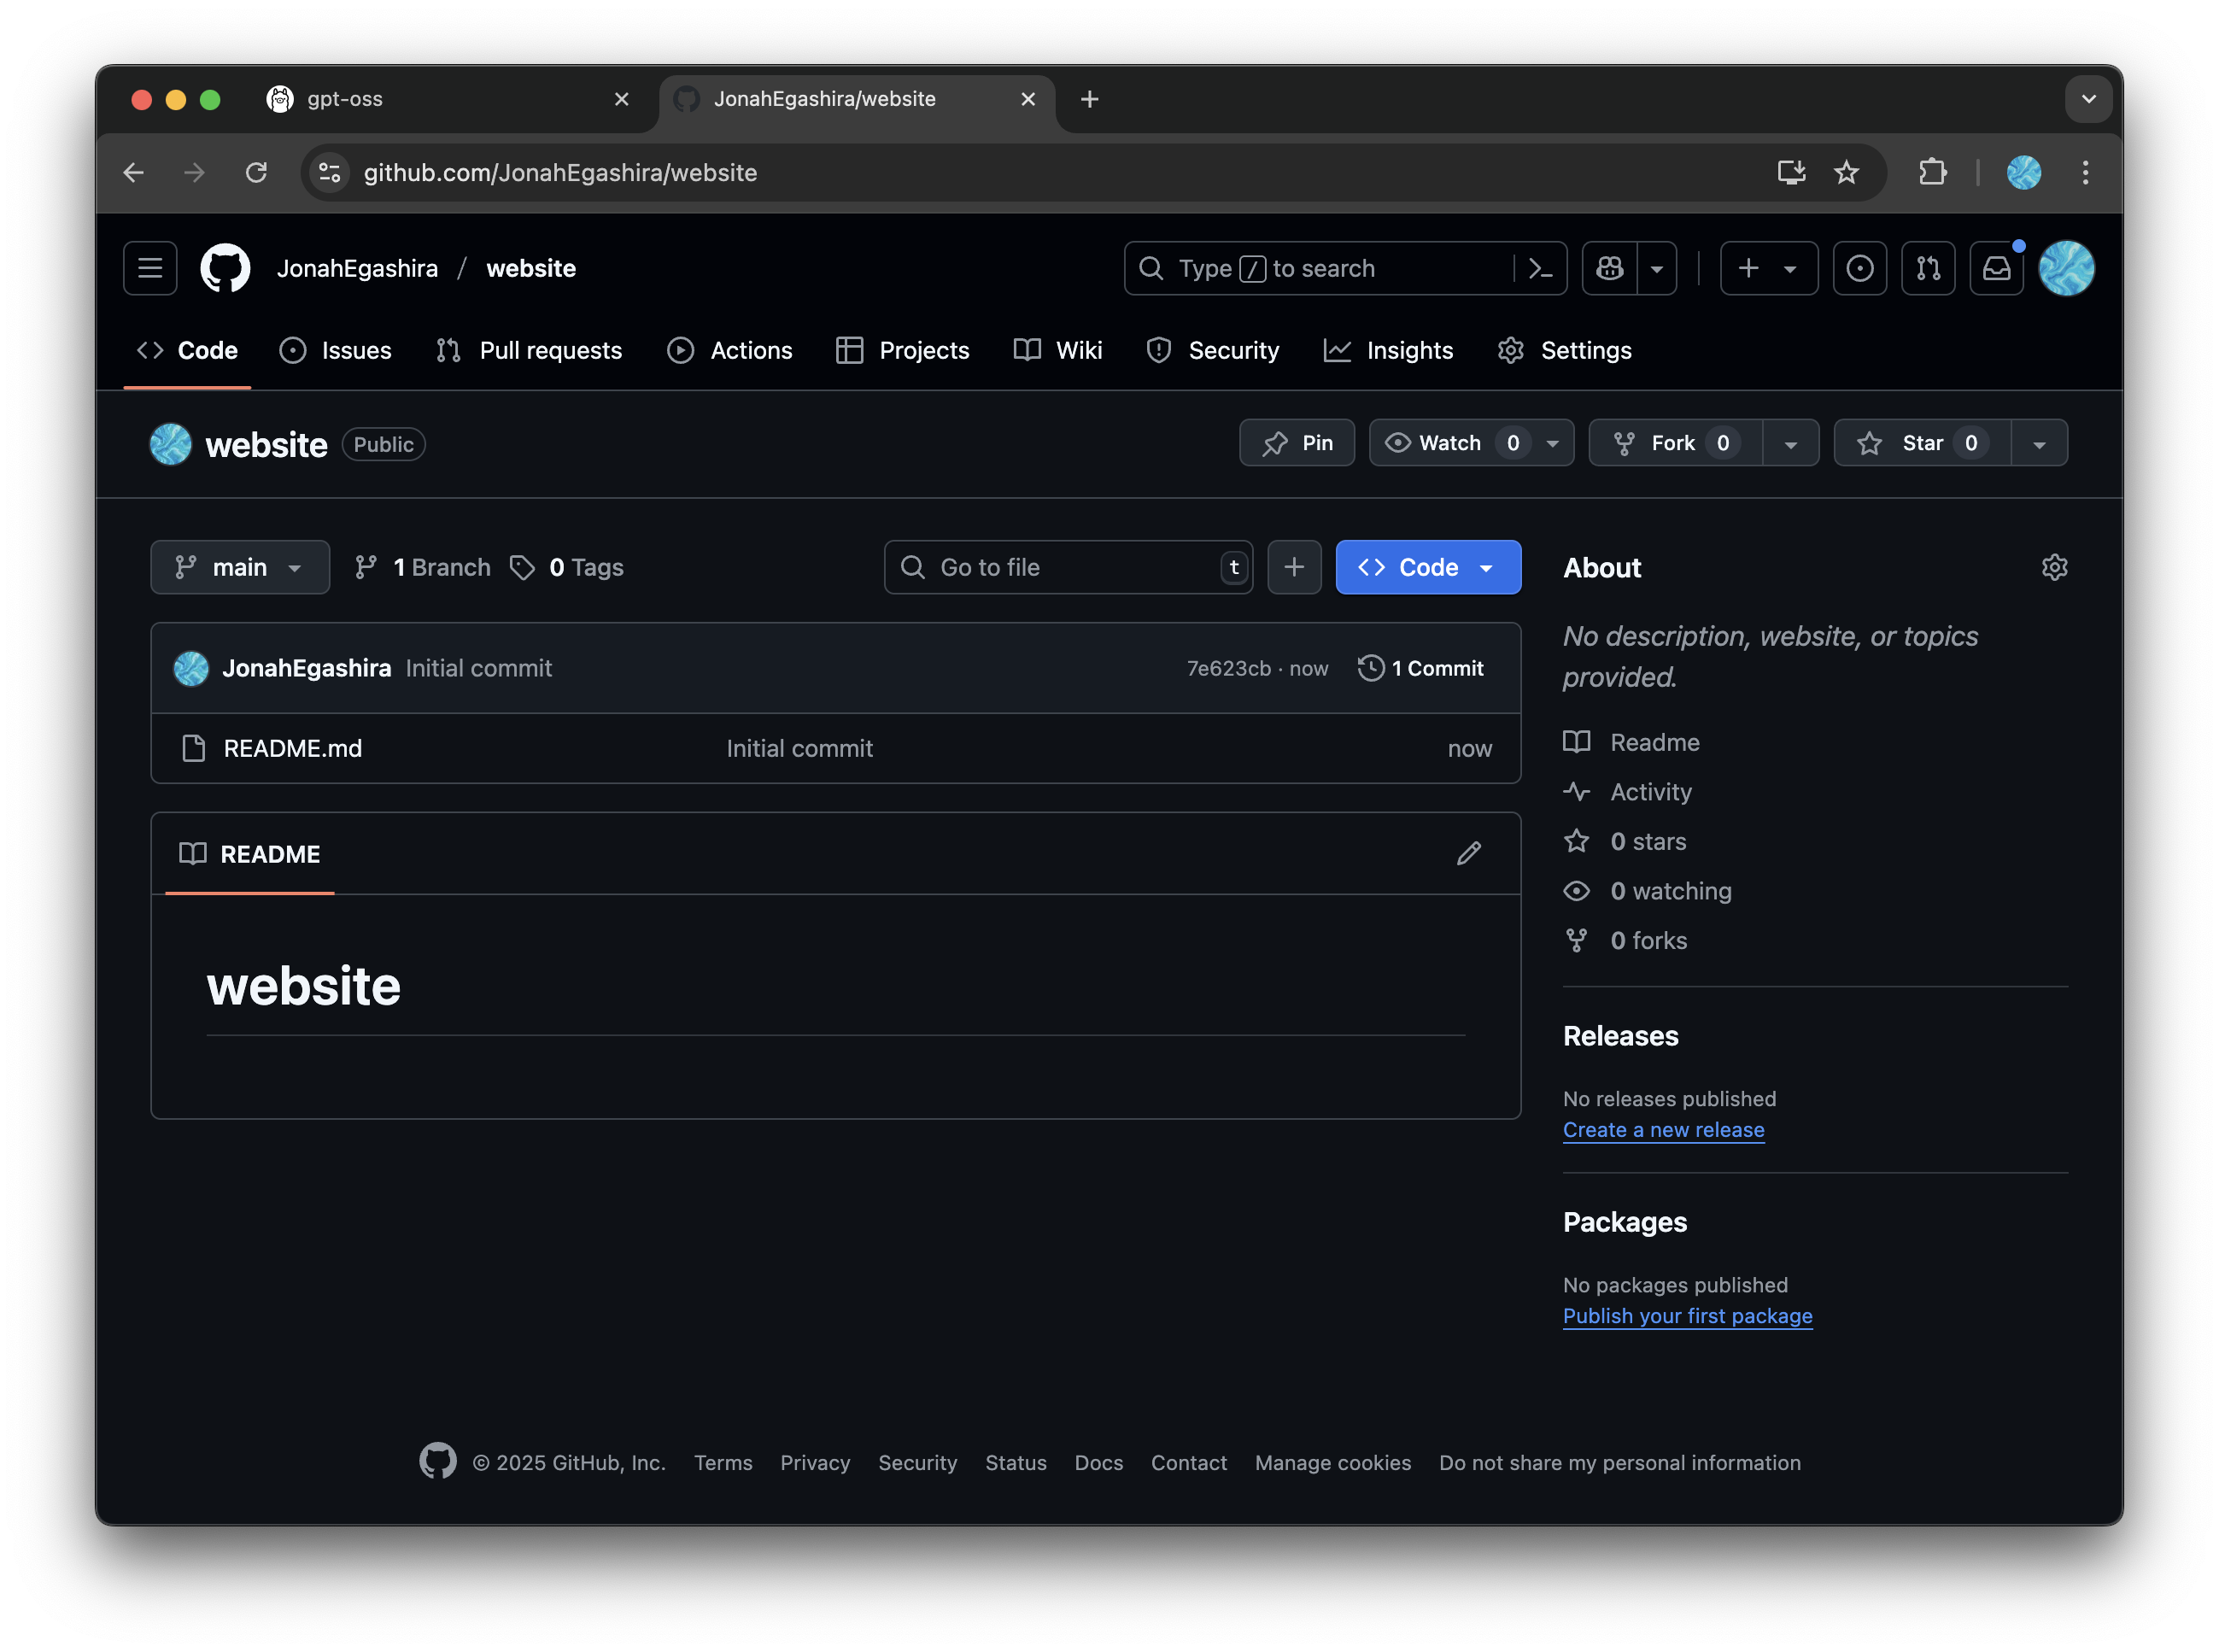 gpt-oss
JonahEgashira/website
github.com/JonahEgashira/website
JonahEgashira / website
Type / to search
Code Issues Pull requests Actions Projects Wiki Security Insights Settings
website Public
Pin Watch 0 Fork 0 Star 0
main 1 Branch 0 Tags
Go to file t
Code
JonahEgashira Initial commit 7e623cb · now 1 Commit
README.md Initial commit now
README
website
About
No description, website, or topics
provided.
Readme
Activity
0 stars
0 watching
0 forks
Releases
No releases published
Create a new release
Packages
No packages published
Publish your first package
© 2025 GitHub, Inc. Terms Privacy Security Status Docs Contact Manage cookies Do not share my personal information